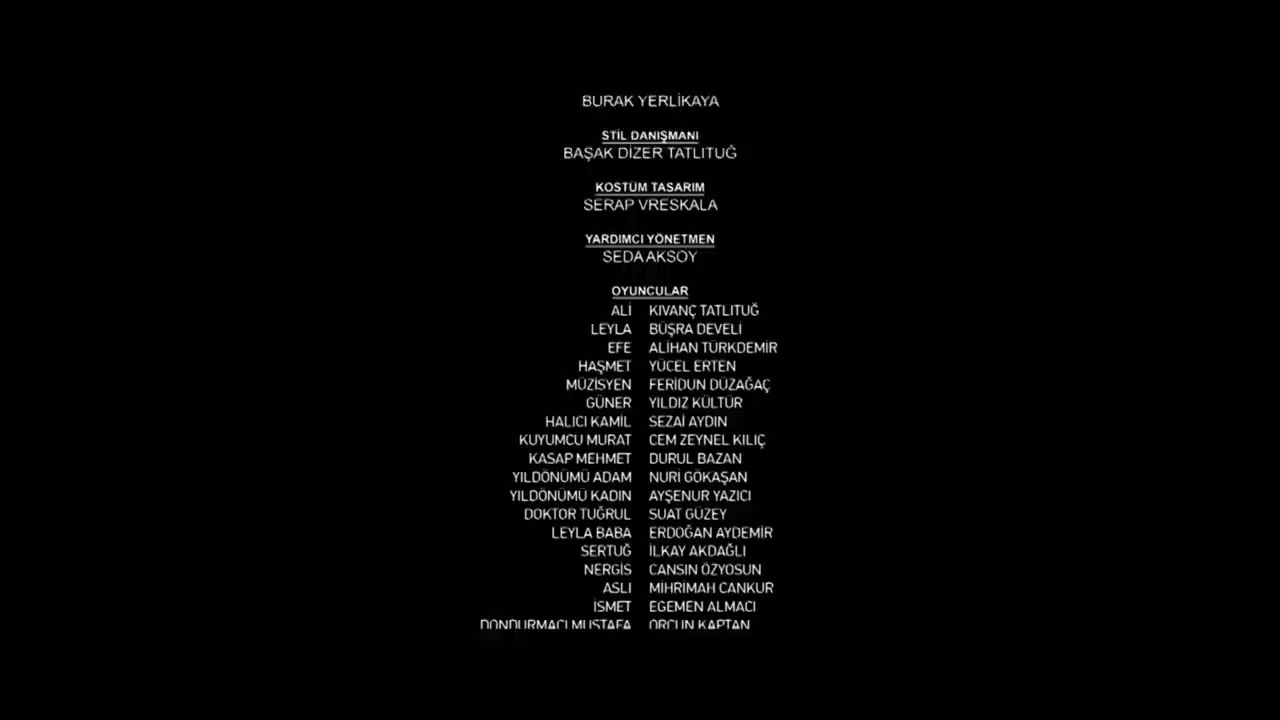 BURAK YERLİKAYA
STİL DANIŞMANI
BAŞAK DİZER TATLITUĞ
KOSTÜM TASARIM
SERAP VRESKALA
YARDIMCI YÖNETMEN
SEDA AKSOY
OYUNCULAR
ALİ KIVANÇ TATLITUĞ
LEYLA BÜŞRA DEVELİ
EFE ALİHAN TÜRKDEMİR
HAŞMET YÜCEL ERTEN
MÜZİSYEN FERİDUN DÜZAĞAÇ
GÜNER YILDIZ KÜLTÜR
HALICI KAMİL SEZAİ AYDIN
KUYUMCU MURAT CEM ZEYNEL KILIÇ
KASAP MEHMET DURUL BAZAN
YILDÖNÜMÜ ADAM NURİ GÖKAŞAN
YILDÖNÜMÜ KADIN AYŞENUR YAZICI
DOKTOR TUĞRUL SUAT GÜZEY
LEYLA BABA ERDOĞAN AYDEMİR
SERTUĞ İLKAY AKDAĞLI
NERGİS CANSIN ÖZYOSUN
ASLI MİHRİMAH CANKUR
İSMET EGEMEN ALMACI
DONDURMACI MUSTAFA ORÇUN KAPTAN